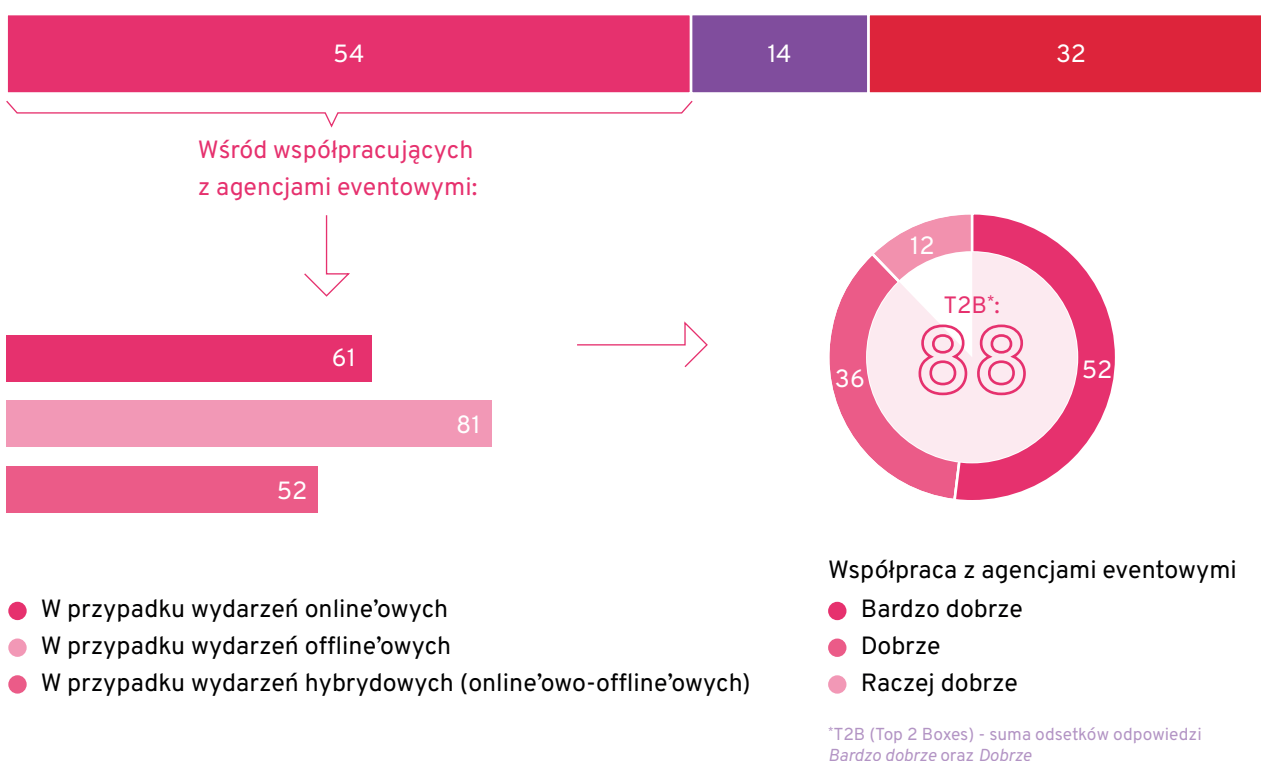 54
14
32
Wśród współpracujących
z agencjami eventowymi:
61
81
52
12
T2B*:
88
36
52
W przypadku wydarzeń online’owych
W przypadku wydarzeń offline’owych
W przypadku wydarzeń hybrydowych (online’owo-offline’owych)
Współpraca z agencjami eventowymi
Bardzo dobrze
Dobrze
Raczej dobrze
*T2B (Top 2 Boxes) - suma odsetków odpowiedzi
Bardzo dobrze oraz Dobrze